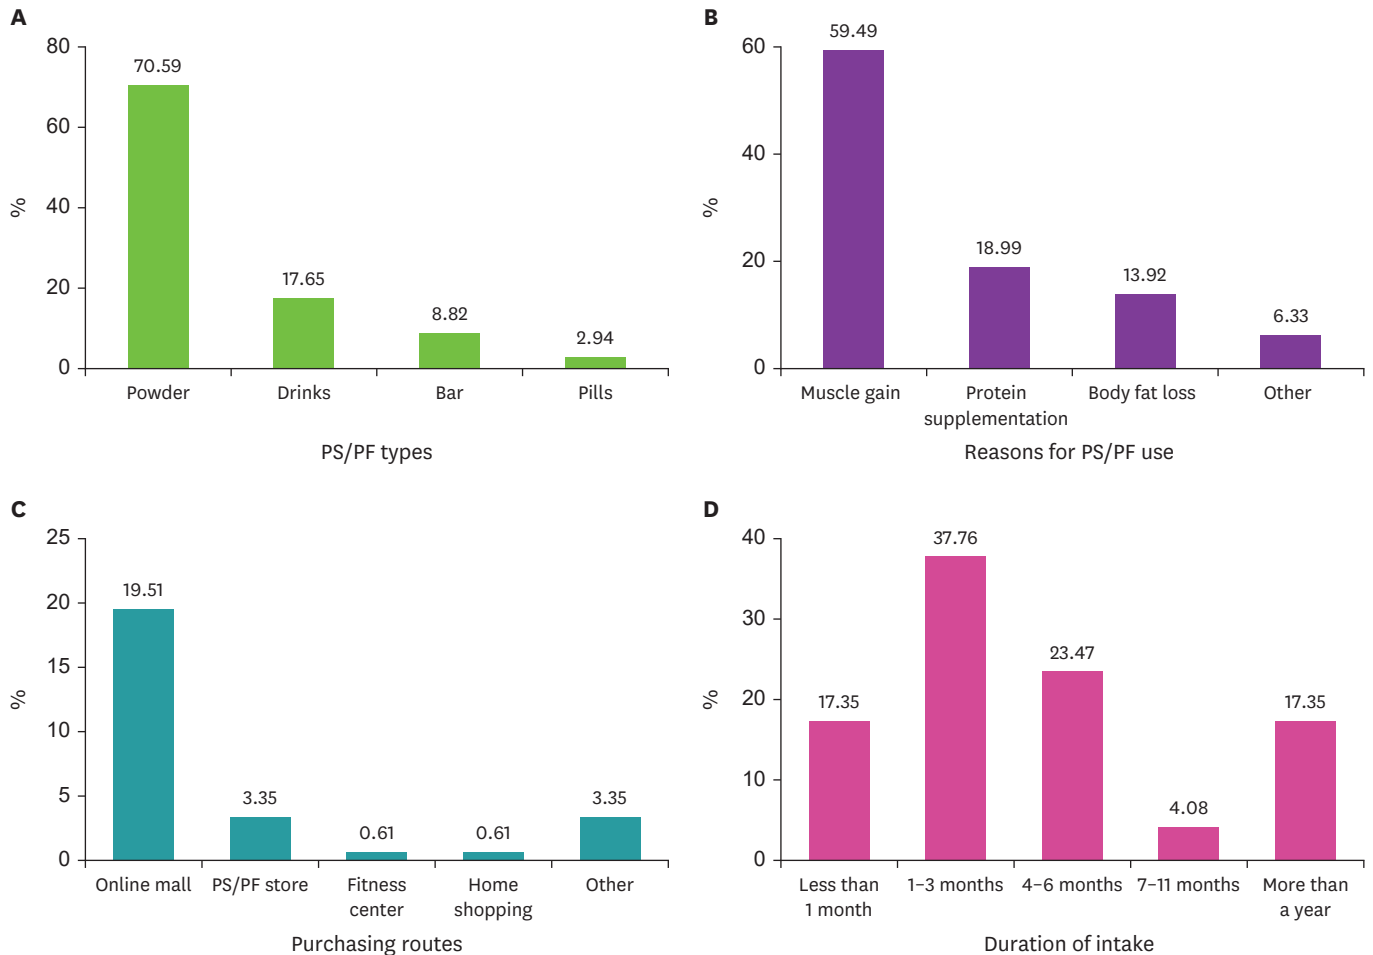 A
80
60
40
20
0
%
70.59
17.65
8.82
2.94
Powder
Drinks
Bar
Pills
PS/PF types
B
60
40
20
0
%
59.49
18.99
13.92
6.33
Muscle gain
Protein
supplementation
Body fat loss
Other
Reasons for PS/PF use
C
25
20
15
10
5
0
%
19.51
3.35
0.61
0.61
3.35
Online mall
PS/PF store
Fitness
center
Home
shopping
Other
Purchasing routes
D
40
30
20
10
0
%
17.35
37.76
23.47
4.08
17.35
Less than
1 month
1–3 months
4–6 months
7–11 months
More than
a year
Duration of intake